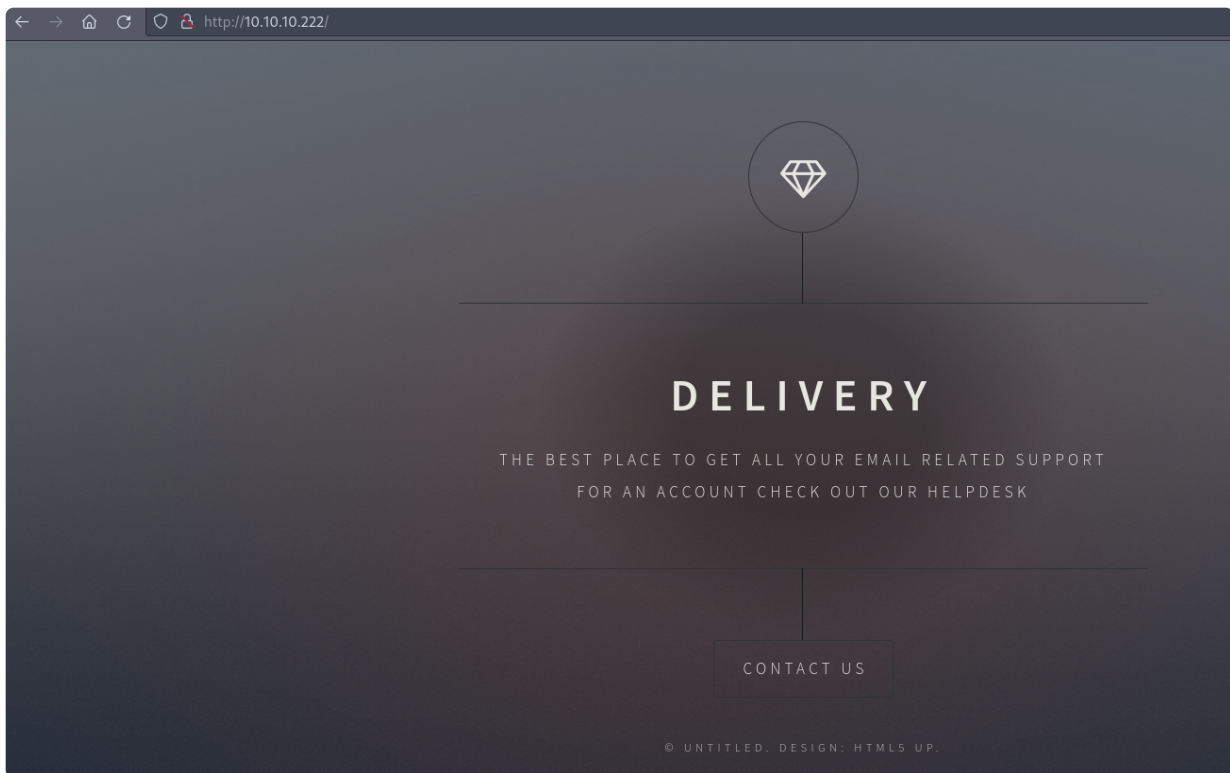 http://10.10.10.222/
DELIVERY
THE BEST PLACE TO GET ALL YOUR EMAIL RELATED SUPPORT
FOR AN ACCOUNT CHECK OUT OUR HELPDESK
CONTACT US
© UNTITLED. DESIGN: HTML5 UP.